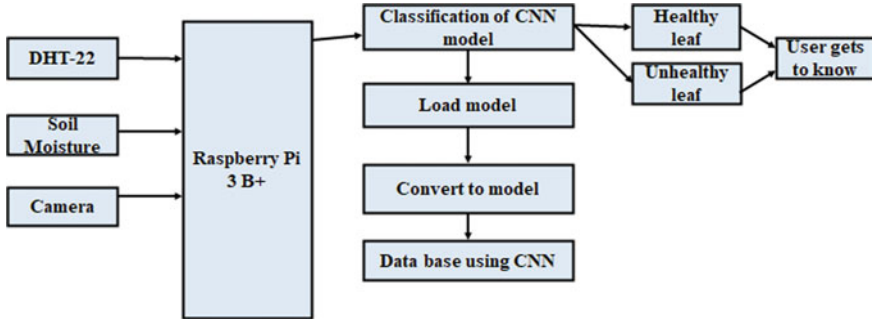 DHT-22
Soil
Moisture
Camera
Raspberry Pi
3 B+
Classification of CNN
model
Load model
Convert to model
Data base using CNN
Healthy
leaf
Unhealthy
leaf
User gets
to know